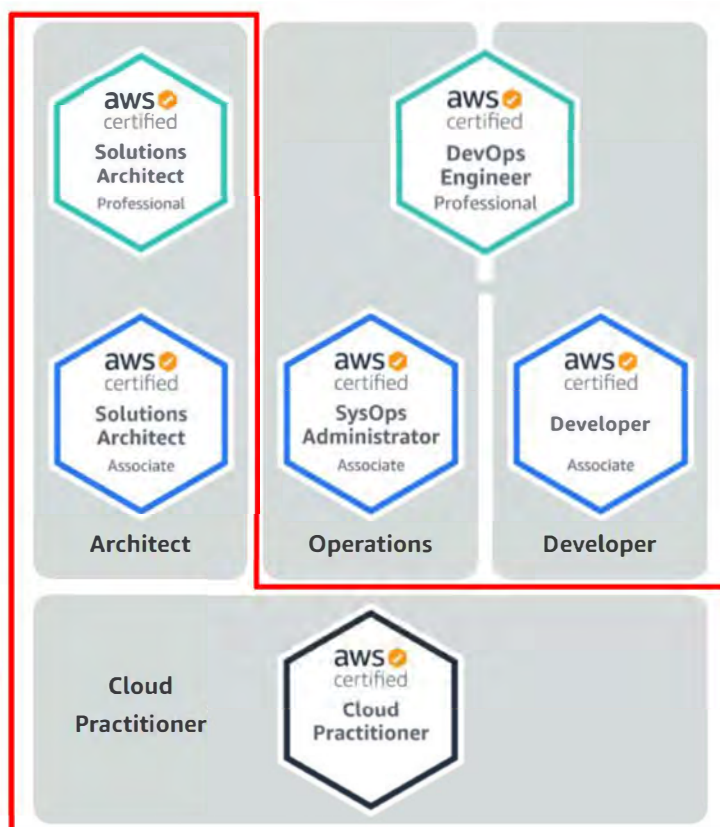 aws
certified
Solutions
Architect
Professional
aws
certified
DevOps
Engineer
Professional
aws
certified
Solutions
Architect
Associate
aws
certified
SysOps
Administrator
Associate
aws
certified
Developer
Associate
Architect
Operations
Developer
Cloud
Practitioner
aws
certified
Cloud
Practitioner